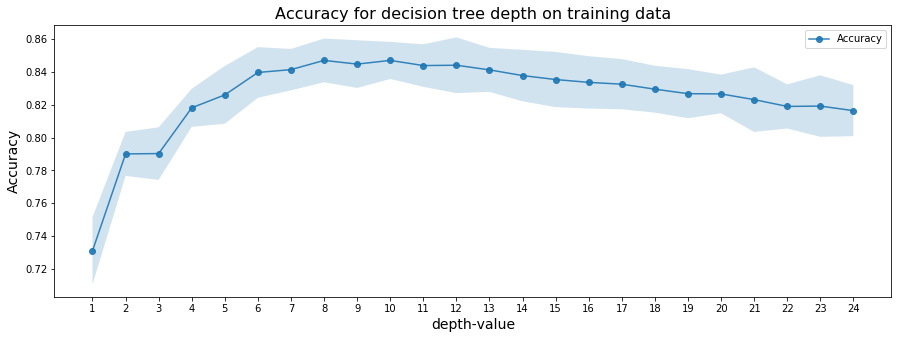 Accuracy for decision tree depth on training data
Accuracy
0.86
0.84
0.82
0.80
0.78
0.76
0.74
0.72
Accuracy
1 2 3 4 5 6 7 8 9 10 11 12 13 14 15 16 17 18 19 20 21 22 23 24
depth-value